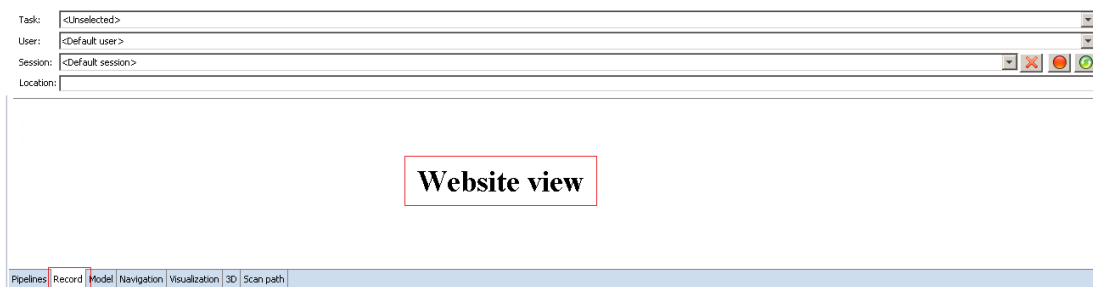 Task: <Unselected>
User: <Default user>
Session: <Default session>
Location:
Website view
Pipelines Record Model Navigation Visualization 3D Scan path